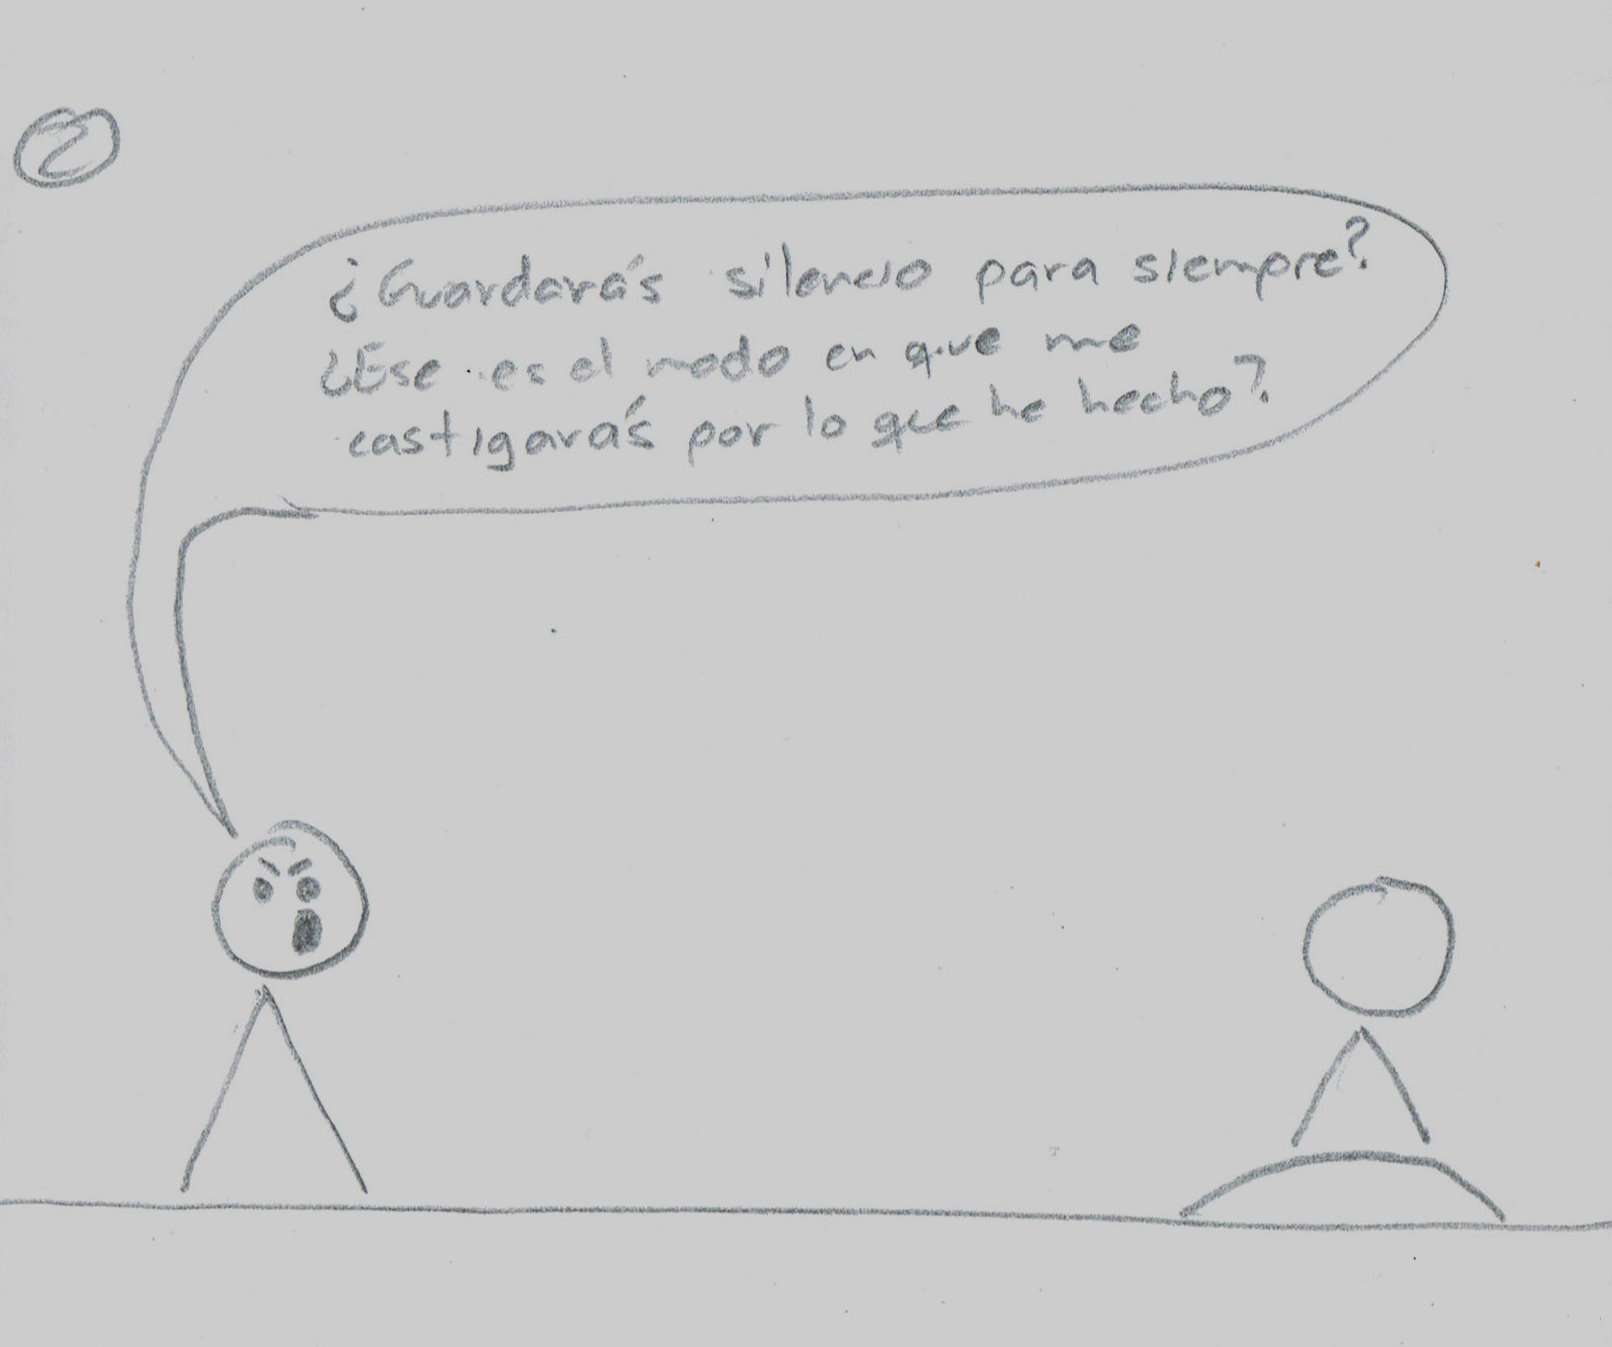 2
¿Guardarás silencio para siempre?
¿Ese es el modo en que me
castigarás por lo que he hecho?